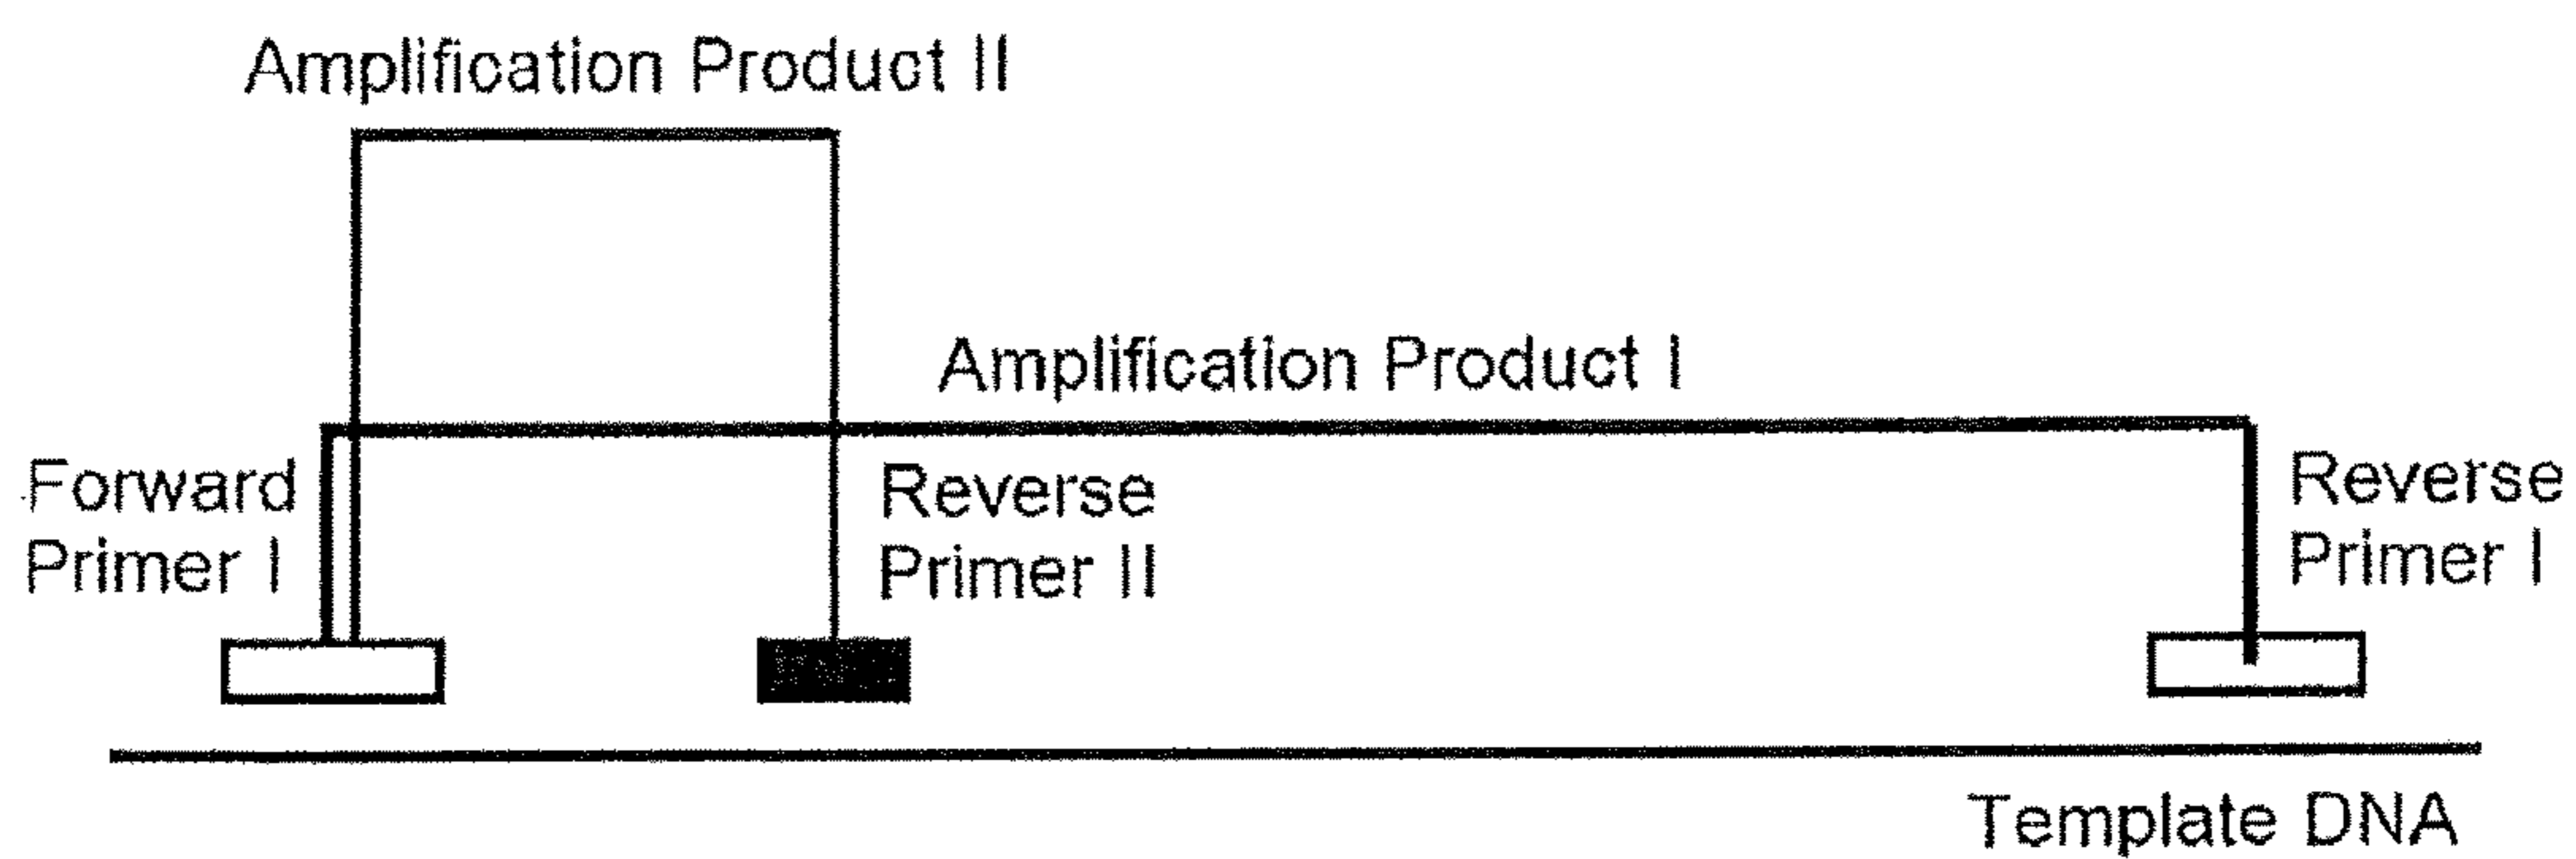 Amplification Product II
Amplification Product I
Forward
Primer I
Reverse
Primer II
Reverse
Primer I
Template DNA